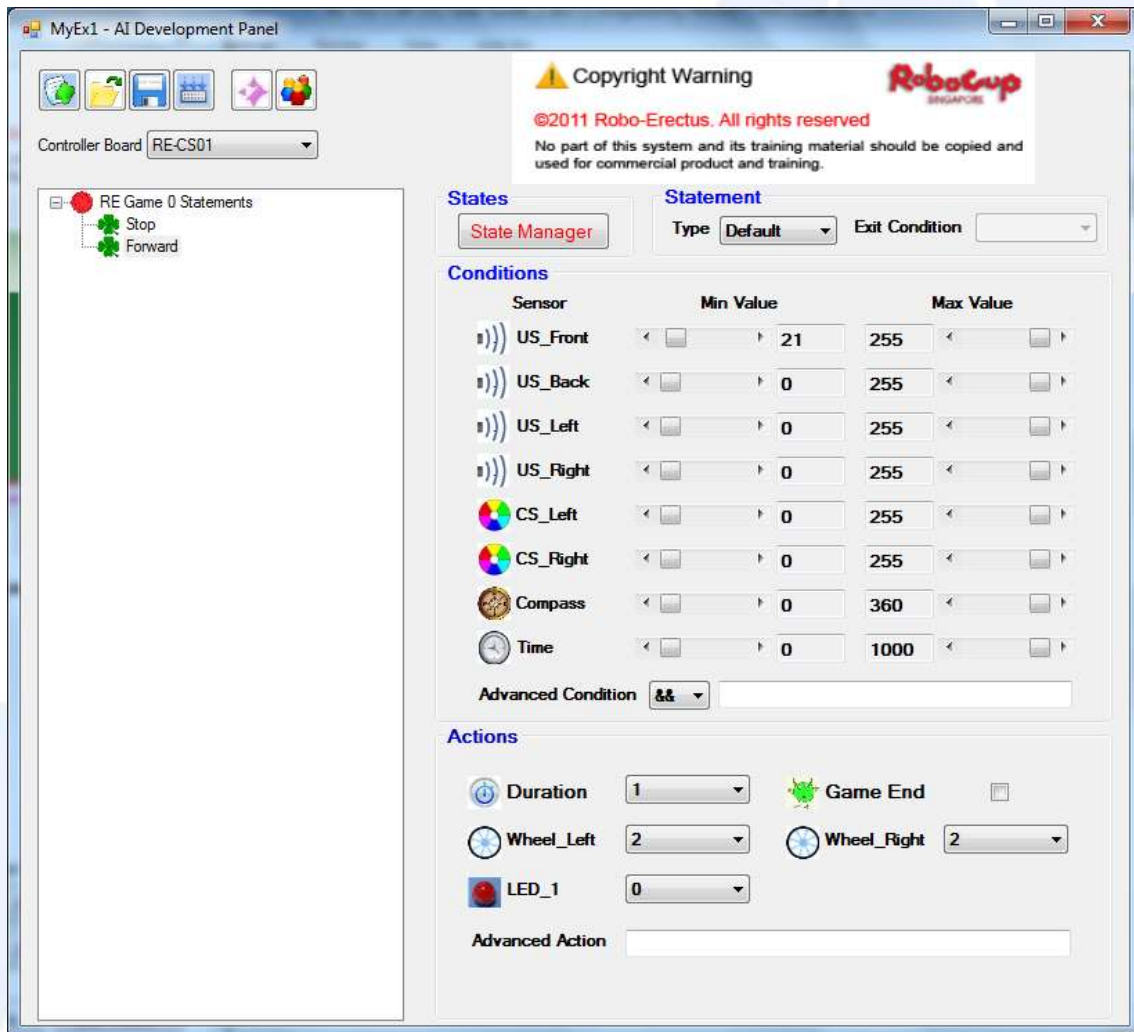 MyEx1 - AI Development Panel
Copyright Warning
RoboCup
SINGAPORE
©2011 Robo-Erectus. All rights reserved
No part of this system and its training material should be copied and
used for commercial product and training.
Controller Board RE-CS01
RE Game 0 Statements
Stop
Forward
States
State Manager
Statement
Type Default Exit Condition
Conditions
Sensor Min Value Max Value
US_Front 21 255
US_Back 0 255
US_Left 0 255
US_Right 0 255
CS_Left 0 255
CS_Right 0 255
Compass 0 360
Time 0 1000
Advanced Condition &&
Actions
Duration 1 Game End
Wheel_Left 2 Wheel_Right 2
LED_1 0
Advanced Action